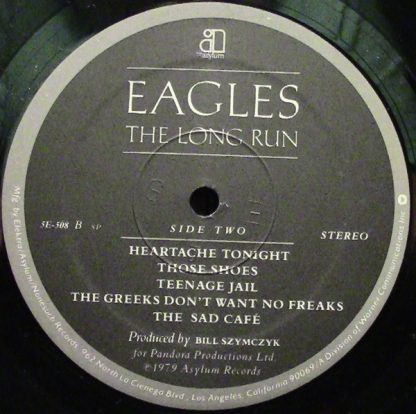 asylum
EAGLES
THE LONG RUN
5E-508 B SP
SIDE TWO
STEREO
HEARTACHE TONIGHT
THOSE SHOES
TEENAGE JAIL
THE GREEKS DON'T WANT NO FREAKS
THE SAD CAFÉ
Produced by BILL SZYMCZYK
for Pandora Productions Ltd
©1979 Asylum Records
Mfg by Elektra/Asylum/Nonesuch Records, 962 North La Cienega Blvd., Los Angeles, California 90069/A Division of Warner Communications Inc